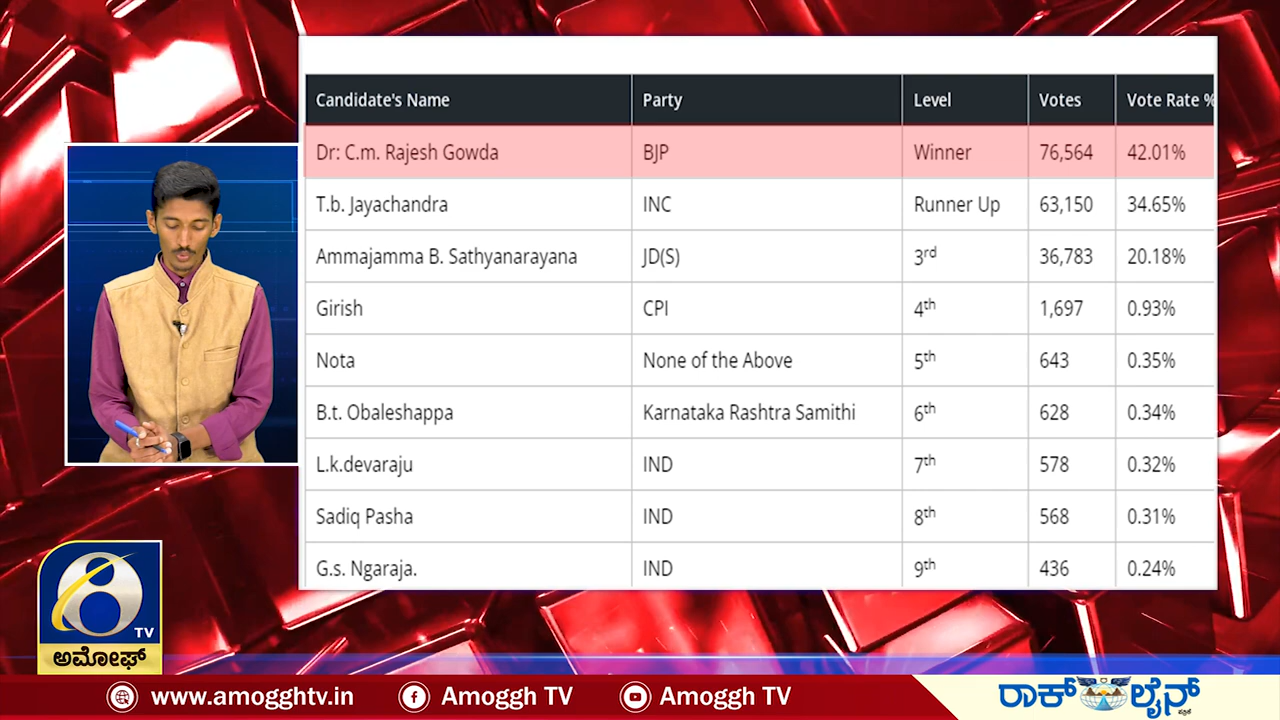 Candidate's Name Party Level Votes Vote Rate %
Dr: C.m. Rajesh Gowda BJP Winner 76,564 42.01%
T.b. Jayachandra INC Runner Up 63,150 34.65%
Ammajamma B. Sathyanarayana JD(S) 3rd 36,783 20.18%
Girish CPI 4th 1,697 0.93%
Nota None of the Above 5th 643 0.35%
B.t. Obaleshappa Karnataka Rashtra Samithi 6th 628 0.34%
L.k.devaraju IND 7th 578 0.32%
Sadiq Pasha IND 8th 568 0.31%
G.s. Ngaraja. IND 9th 436 0.24%
8 TV
ಅಮೋಘ್
www.amogghtv.in Amoggh TV Amoggh TV ರಾಕ್ ಲೈನ್